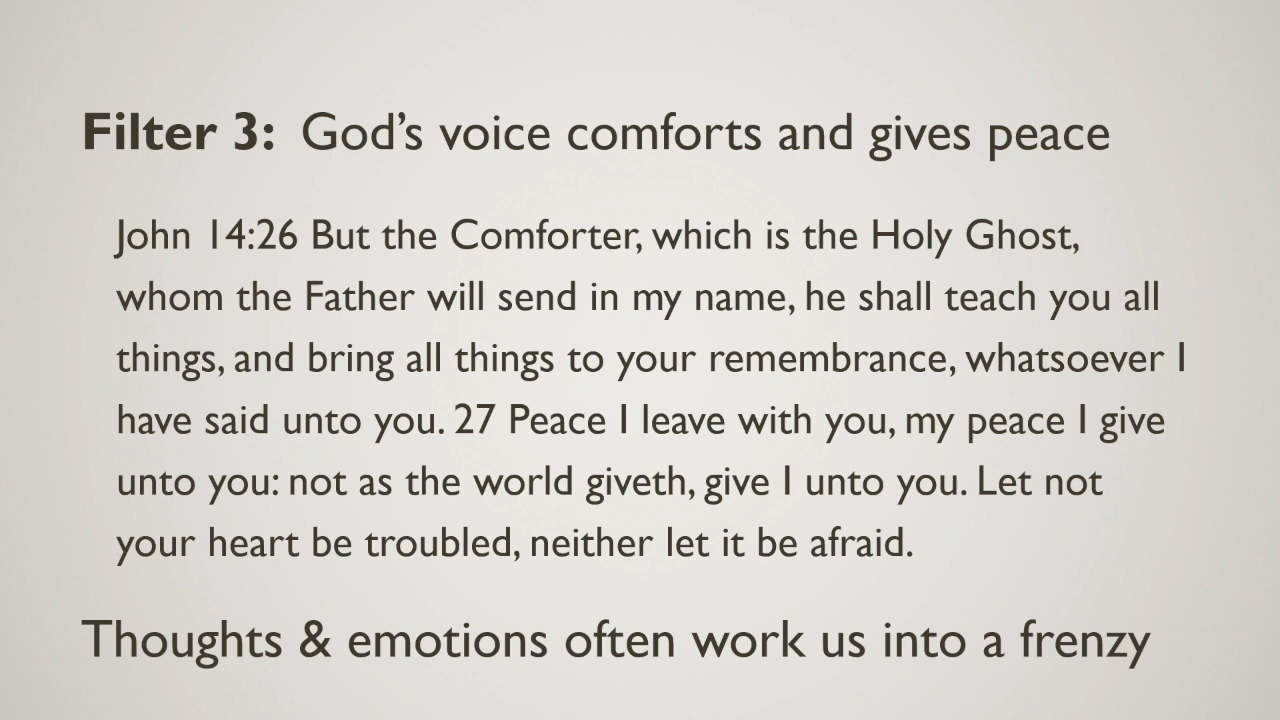 Filter 3: God’s voice comforts and gives peace
John 14:26 But the Comforter, which is the Holy Ghost,
whom the Father will send in my name, he shall teach you all
things, and bring all things to your remembrance, whatsoever I
have said unto you. 27 Peace I leave with you, my peace I give
unto you: not as the world giveth, give I unto you. Let not
your heart be troubled, neither let it be afraid.
Thoughts & emotions often work us into a frenzy